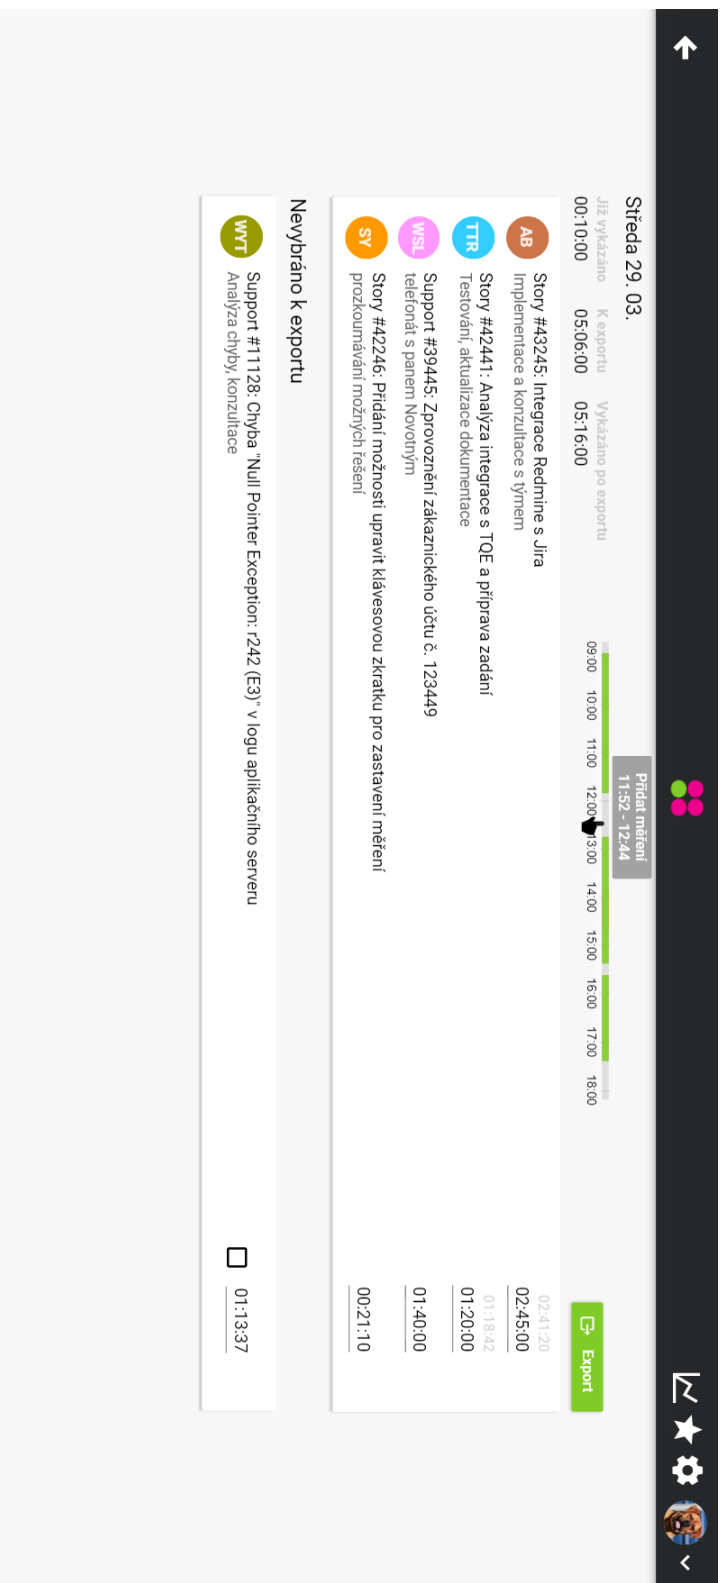 Středa 29. 03.
Již vykázáno K exportu Vykázáno po exportu
00:10:00 05:06:00 05:16:00
Přidat měření
11:52 - 12:44
09:00 10:00 11:00 12:00 13:00 14:00 15:00 16:00 17:00 18:00
Export
AB
Story #43245: Integrace Redmine s Jira
Implementace a konzultace s týmem
02:41:20
02:45:00
TTR
Story #42441: Analýza integrace s TQE a příprava zadání
Testování, aktualizace dokumentace
01:18:42
01:20:00
WSL
Support #39445: Zprovoznění zákaznického účtu č. 123449
telefonát s panem Novotným
01:40:00
SY
Story #42246: Přidání možnosti upravit klávesovou zkratku pro zastavení měření
prozkoumávání možných řešení
00:21:10
Nevybráno k exportu
WYT
Support #11128: Chyba "Null Pointer Exception: r242 (E3)" v logu aplikačního serveru
Analýza chyby, konzultace
01:13:37